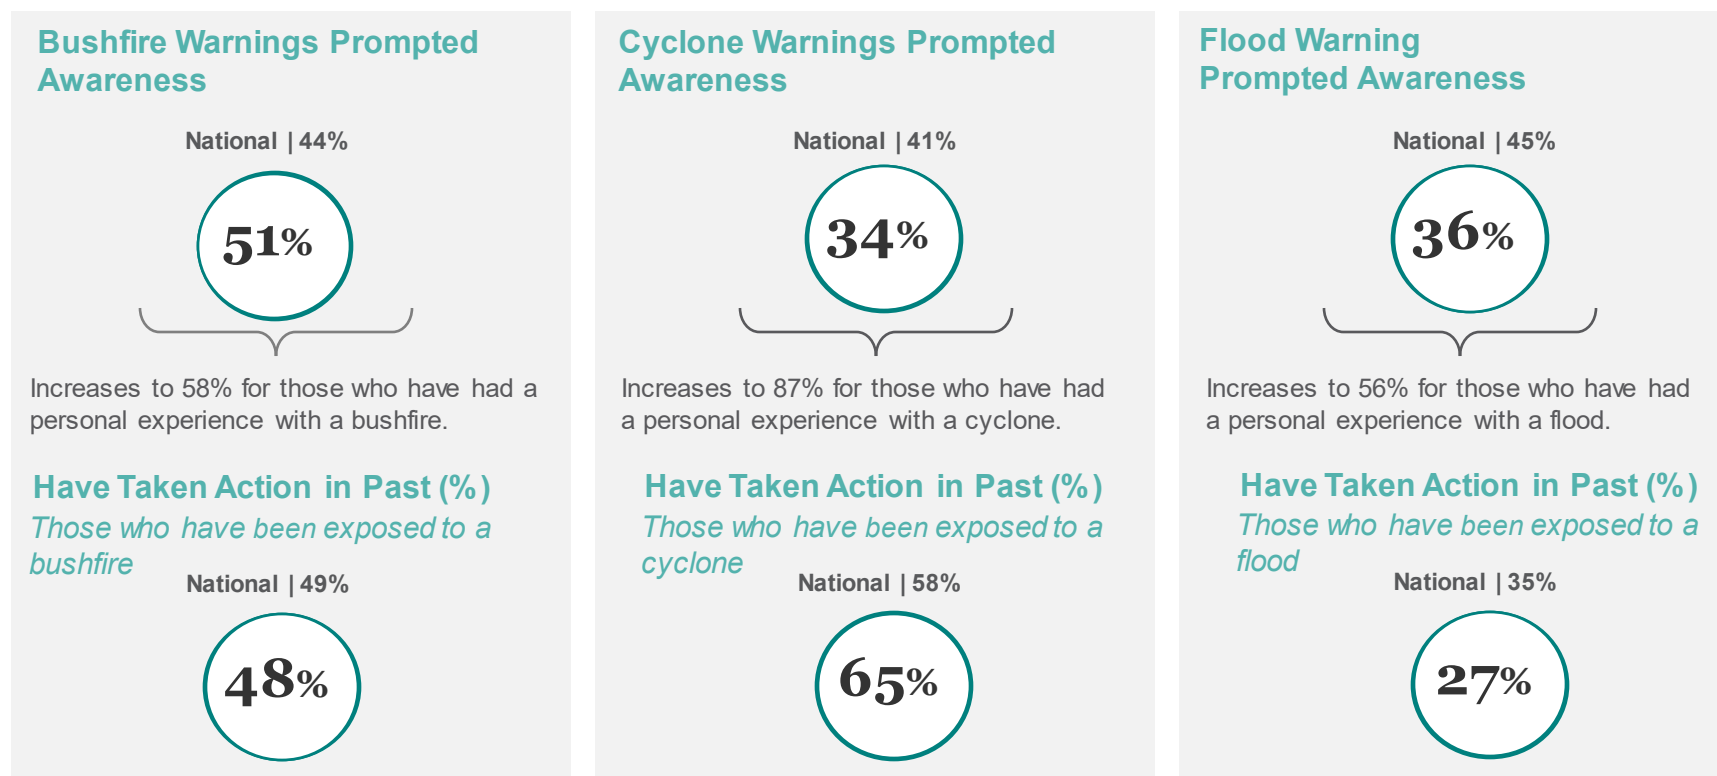 Bushfire Warnings Prompted
Awareness
National | 44%
51%
Increases to 58% for those who have had a
personal experience with a bushfire.
Have Taken Action in Past (%)
Those who have been exposed to a
bushfire
National | 49%
48%
Cyclone Warnings Prompted
Awareness
National | 41%
34%
Increases to 87% for those who have had
a personal experience with a cyclone.
Have Taken Action in Past (%)
Those who have been exposed to a
cyclone
National | 58%
65%
Flood Warning
Prompted Awareness
National | 45%
36%
Increases to 56% for those who have had
a personal experience with a flood.
Have Taken Action in Past (%)
Those who have been exposed to a
flood
National | 35%
27%